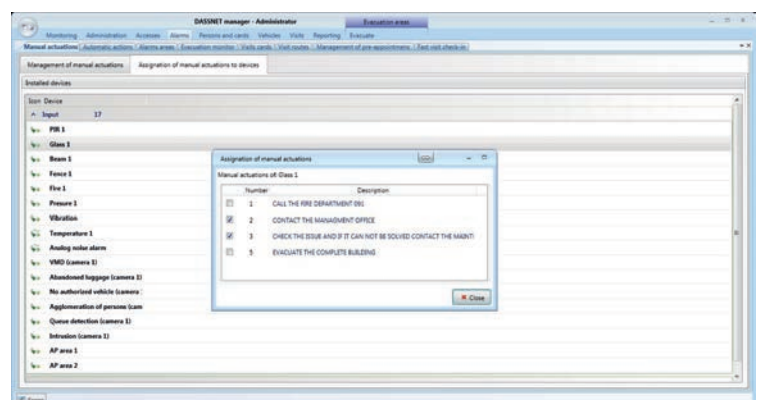 DASSNET manager - Administrator Evacuation areas
Monitoring Administration Accesses Alarms Persons and cards Vehicles Visits Reporting Evacuate
Manual actuations Automatic actions Alarms areas Evacuation monitor Visits cards Visit routes Management of pre-appointments Fast visit check-in
Management of manual actuations Assignation of manual actuations to devices
Installed devices
Icon Device
Input 17
PIR 1
Glass 1
Beam 1
Fence 1
Fire 1
Presure 1
Vibration
Temperature 1
Analog noise alarm
VMD (camera 1)
Abandoned luggage (camera 1)
No authorized vehicle (camera
Agglomeration of persons (cam
Queue detection (camera 1)
Intrusion (camera 1)
AP area 1
AP area 2
Assignation of manual actuations
Manual actuations of: Glass 1
Number Description
1 CALL THE FIRE DEPARTMENT 091
2 CONTACT THE MANAGMENT OFFICE
3 CHECK THE ISSUE AND IF IT CAN NOT BE SOLVED CONTACT THE MAINT
5 EVACUATE THE COMPLETE BUILDING
Close